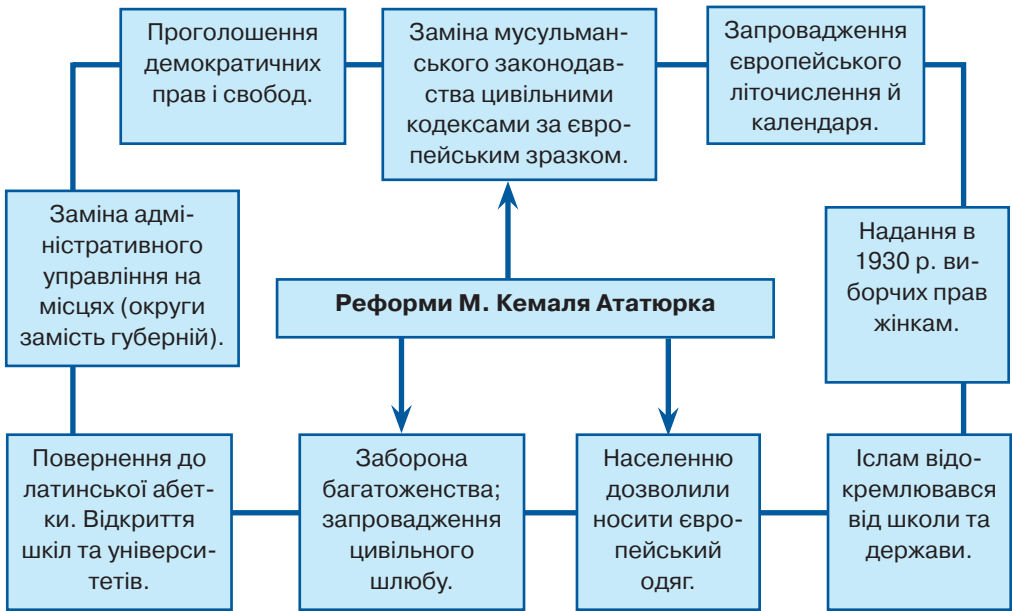 Проголошення
демократичних
прав і свобод.
Заміна мусульман-
ського законодав-
ства цивільними
кодексами за євро-
пейським зразком.
Запровадження
європейського
літочислення й
календаря.
Заміна адмі-
ністративного
управління на
місцях (округи
замість губерній).
Реформи М. Кемаля Ататюрка
Надання в
1930 р. ви-
борчих прав
жінкам.
Повернення до
латинської абет-
ки. Відкриття
шкіл та універси-
тетів.
Заборона
багатоженства;
запровадження
цивільного
шлюбу.
Населенню
дозволили
носити євро-
пейський
одяг.
Іслам відо-
кремлювався
від школи та
держави.